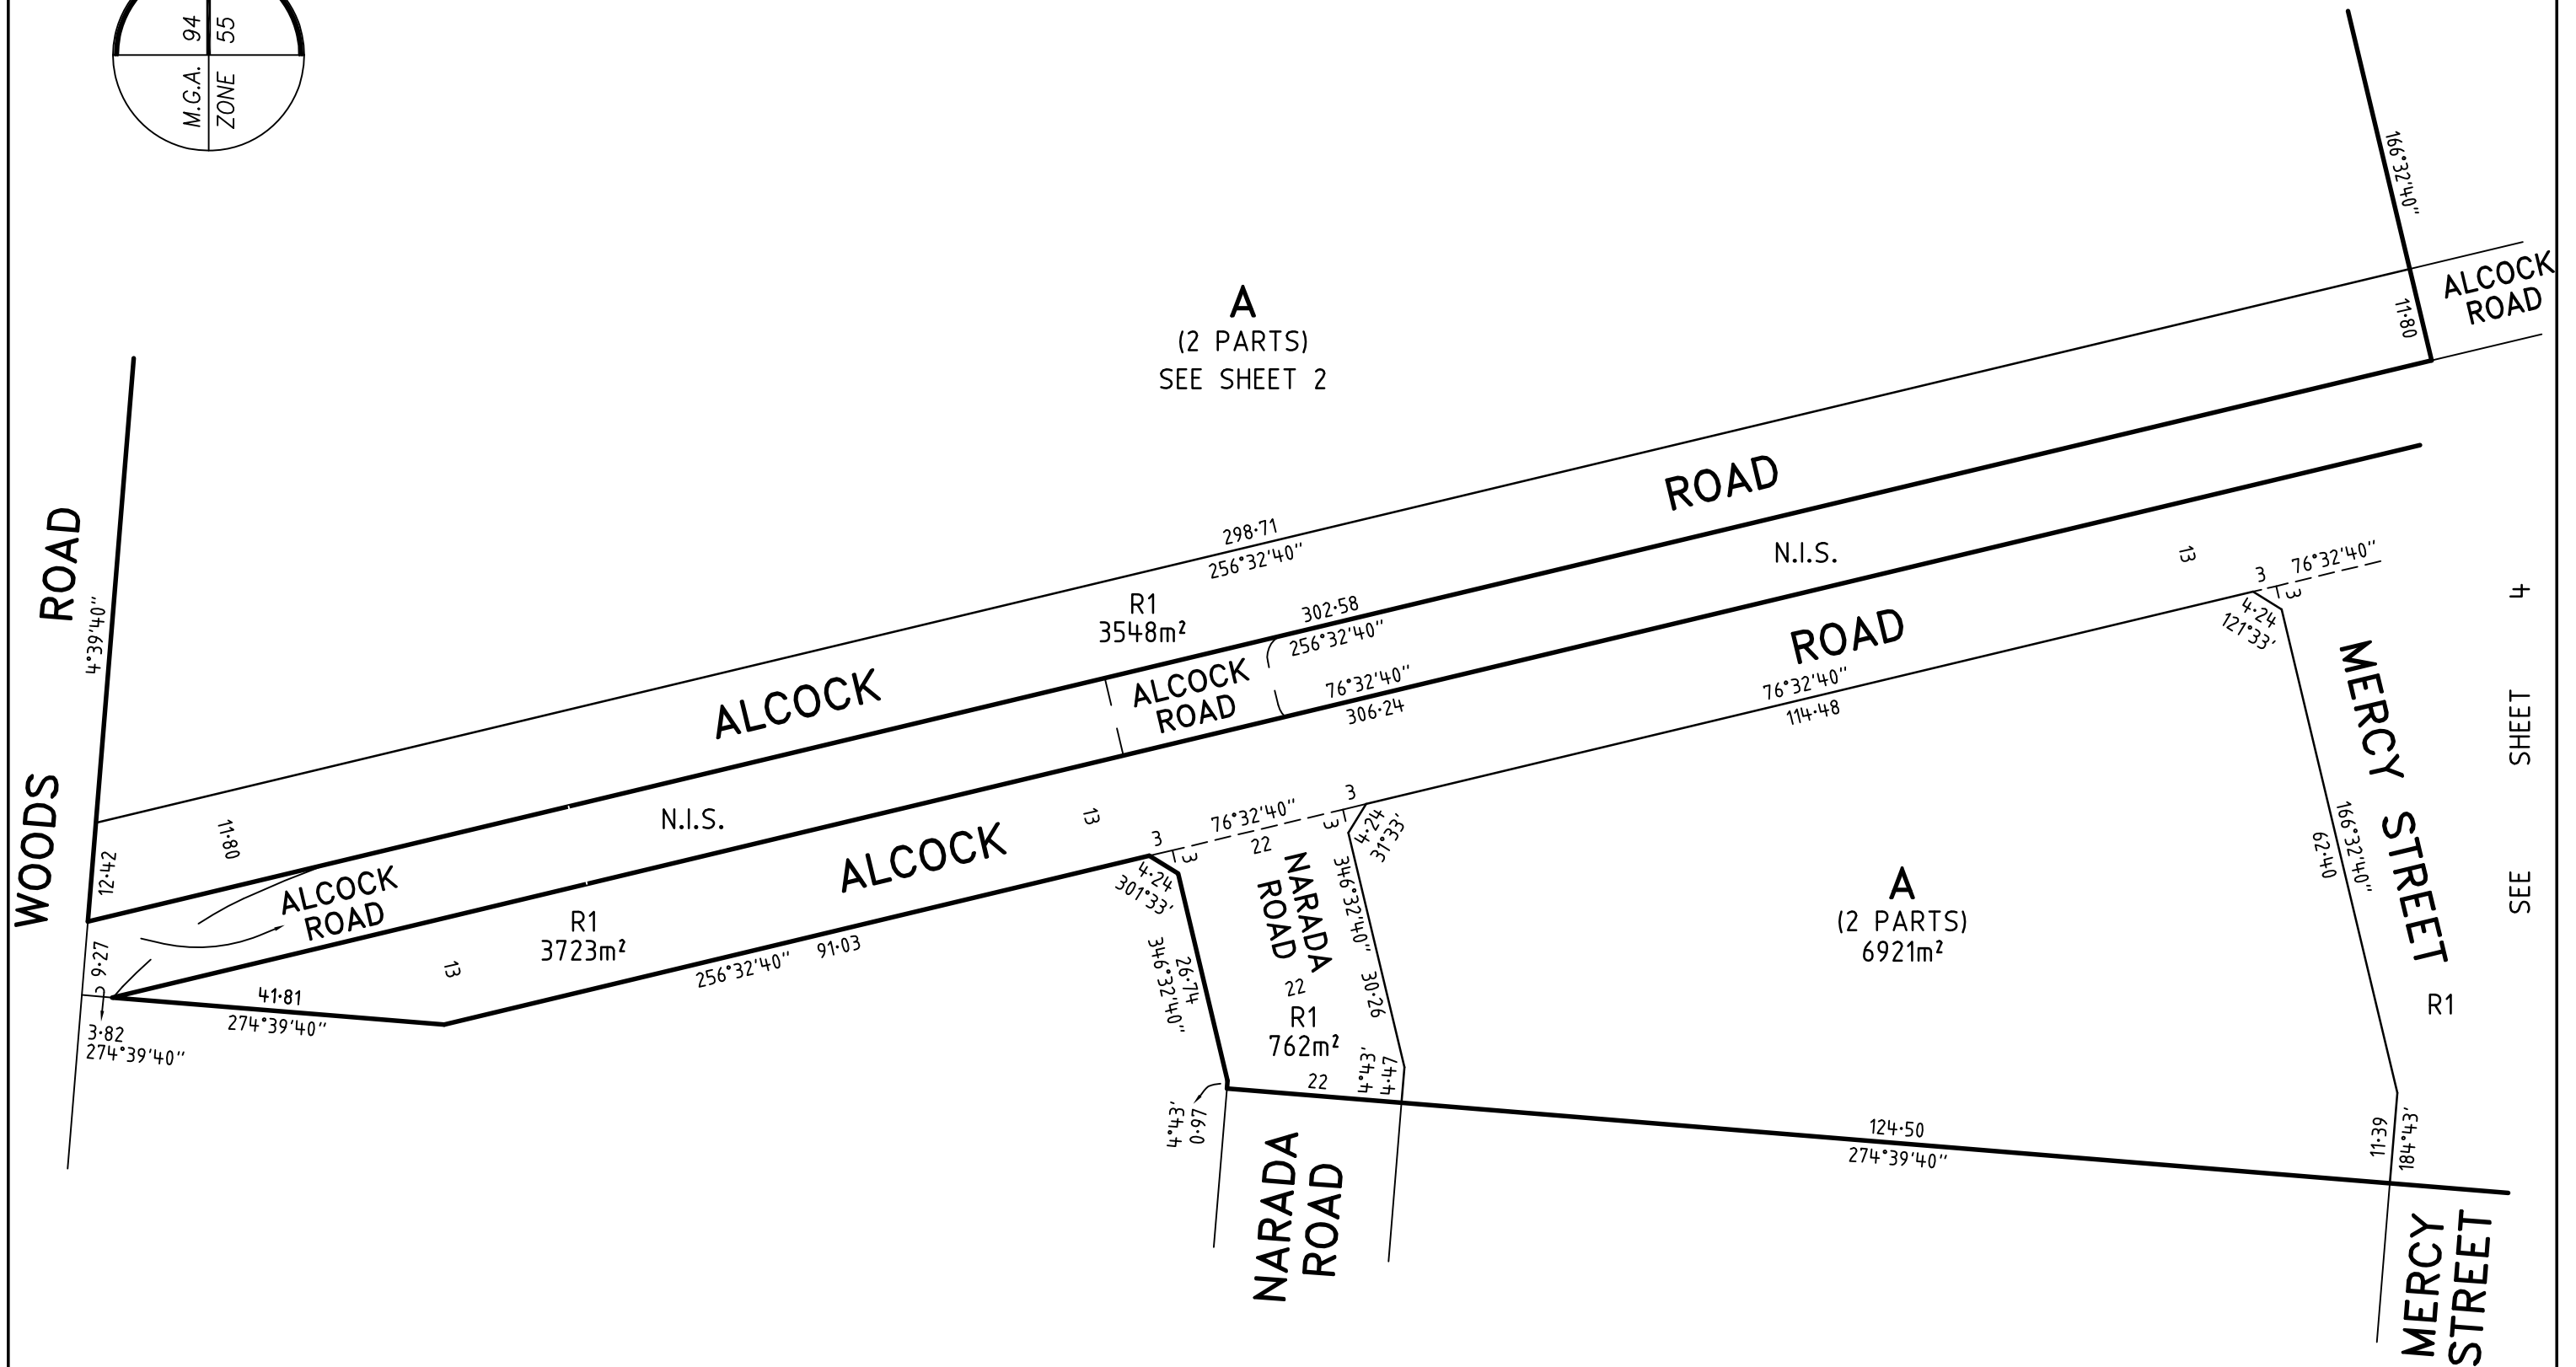 M.G.A. 94
ZONE 55
166°32'40"
ALCOCK
ROAD
11·80
A
(2 PARTS)
SEE SHEET 2
WOODS ROAD
4°39'40"
12·42
9·27
3·82
274°39'40"
298·71
256°32'40"
ALCOCK ROAD
R1
3548m²
11·80
302·58
256°32'40"
N.I.S.
N.I.S.
ALCOCK
ROAD
ALCOCK
ROAD
76°32'40"
306·24
ALCOCK ROAD
R1
3723m²
13
13
13
41·81
274°39'40"
256°32'40" 91·03
3
3
4·24
301°33'
76°32'40"
22
3
3
4·24
31°33'
76°32'40"
114·48
3
3
76°32'40"
4·24
121°33'
NARADA
ROAD
346°32'40" 30·26
26·74
346°32'40"
22
R1
762m²
22
4°43'
4·47
4°43'
0·97
A
(2 PARTS)
6921m²
166°32'40"
62·40
MERCY STREET
R1
SEE SHEET 4
124·50
274°39'40"
11·39
184°43'
NARADA
ROAD
MERCY
STREET